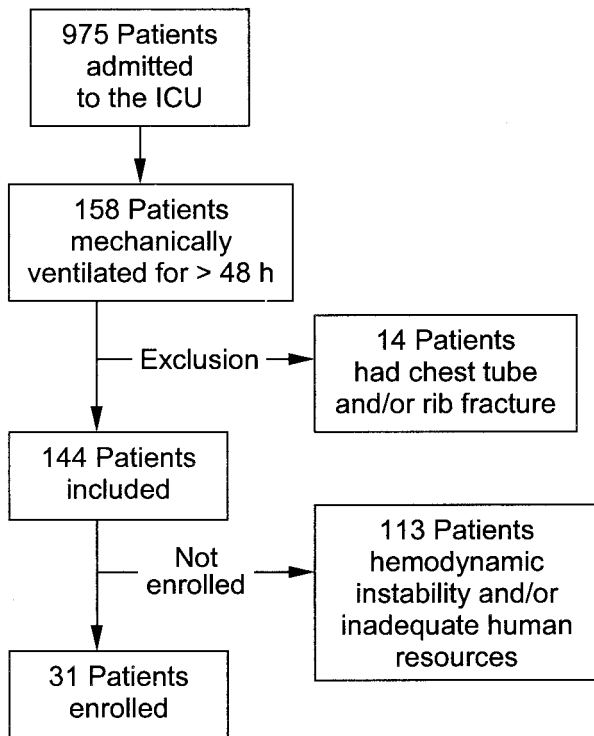 975 Patients
admitted
to the ICU
158 Patients
mechanically
ventilated for > 48 h
Exclusion
14 Patients
had chest tube
and/or rib fracture
144 Patients
included
Not
enrolled
113 Patients
hemodynamic
instability and/or
inadequate human
resources
31 Patients
enrolled